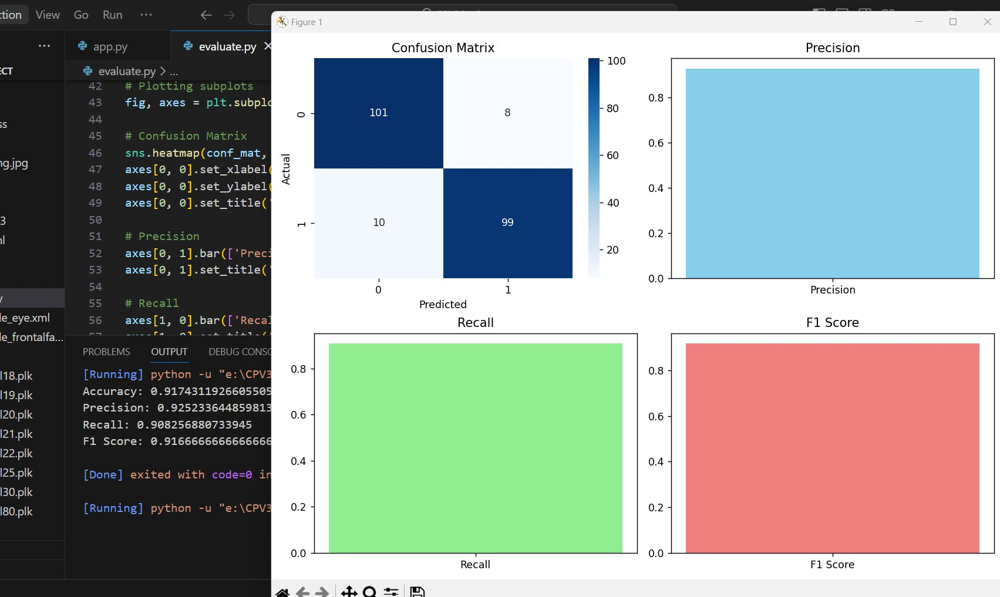 ction View Go Run ...
Figure 1
app.py
evaluate.py
ECT
evaluate.py > ...
42 # Plotting subplots
43 fig, axes = plt.subplo
44
45 # Confusion Matrix
46 sns.heatmap(conf_mat,
47 axes[0, 0].set_xlabel(
48 axes[0, 0].set_ylabel(
49 axes[0, 0].set_title('
50
51 # Precision
52 axes[0, 1].bar(['Preci
53 axes[0, 1].set_title('
54
55 # Recall
56 axes[1, 0].bar(['Recal
ss
ng.jpg
3
ml
y
le_eye.xml
le_frontalfa...
l18.plk
l19.plk
l20.plk
l21.plk
l22.plk
l25.plk
l30.plk
l80.plk
PROBLEMS OUTPUT DEBUG CONSO
[Running] python -u "e:\CPV3
Accuracy: 0.9174311926605505
Precision: 0.925233644859813
Recall: 0.908256880733945
F1 Score: 0.9166666666666666
[Done] exited with code=0 in
[Running] python -u "e:\CPV3
Confusion Matrix
101 8
10 99
0
1
Actual
0 1
Predicted
100
80
60
40
20
Precision
0.8
0.6
0.4
0.2
0.0
Precision
Recall
0.8
0.6
0.4
0.2
0.0
Recall
F1 Score
0.8
0.6
0.4
0.2
0.0
F1 Score